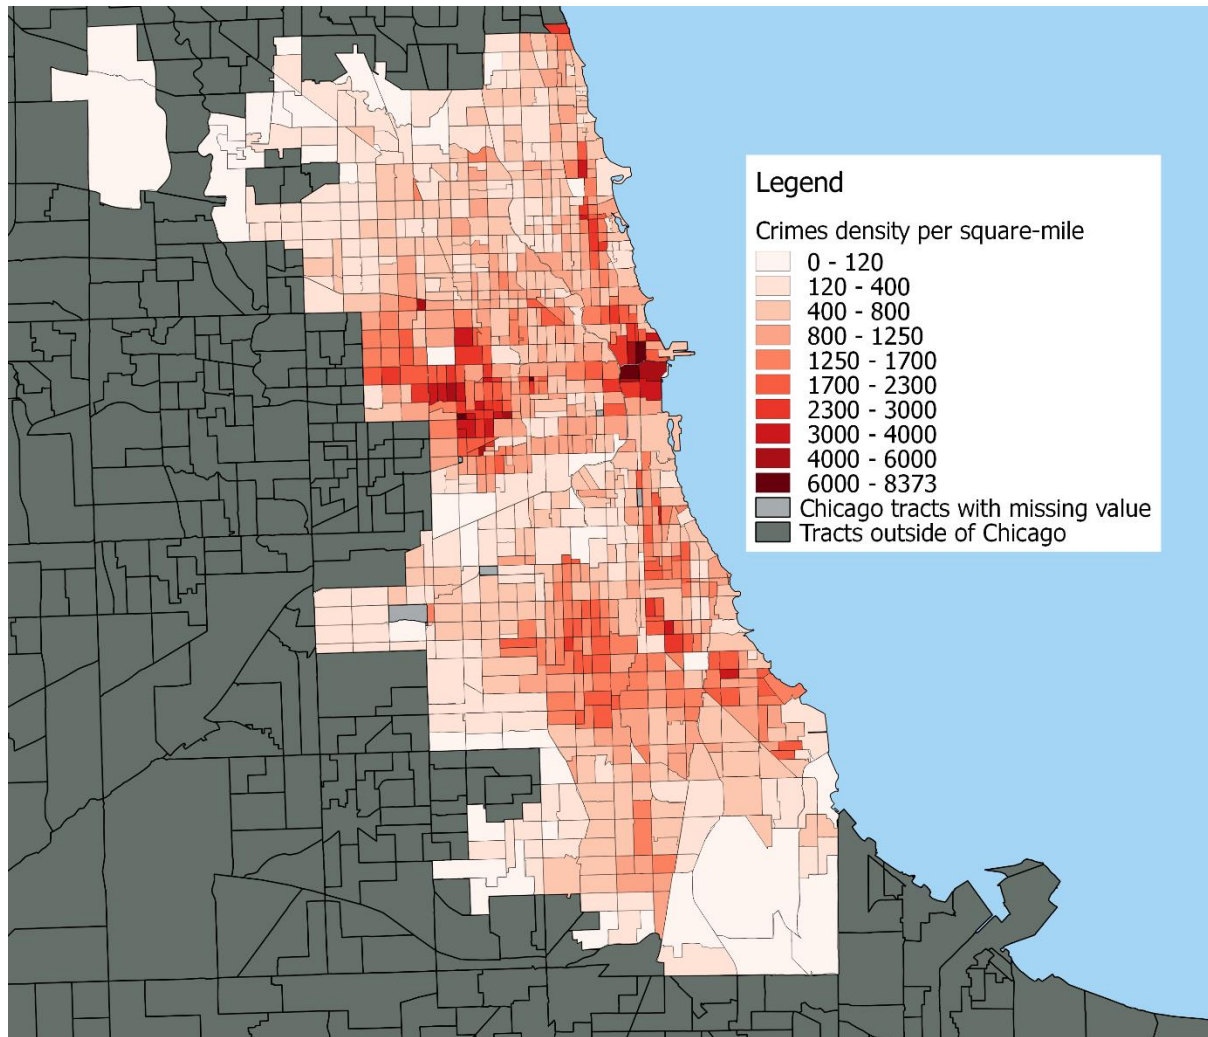 Legend
Crimes density per square-mile
0 - 120
120 - 400
400 - 800
800 - 1250
1250 - 1700
1700 - 2300
2300 - 3000
3000 - 4000
4000 - 6000
6000 - 8373
Chicago tracts with missing value
Tracts outside of Chicago